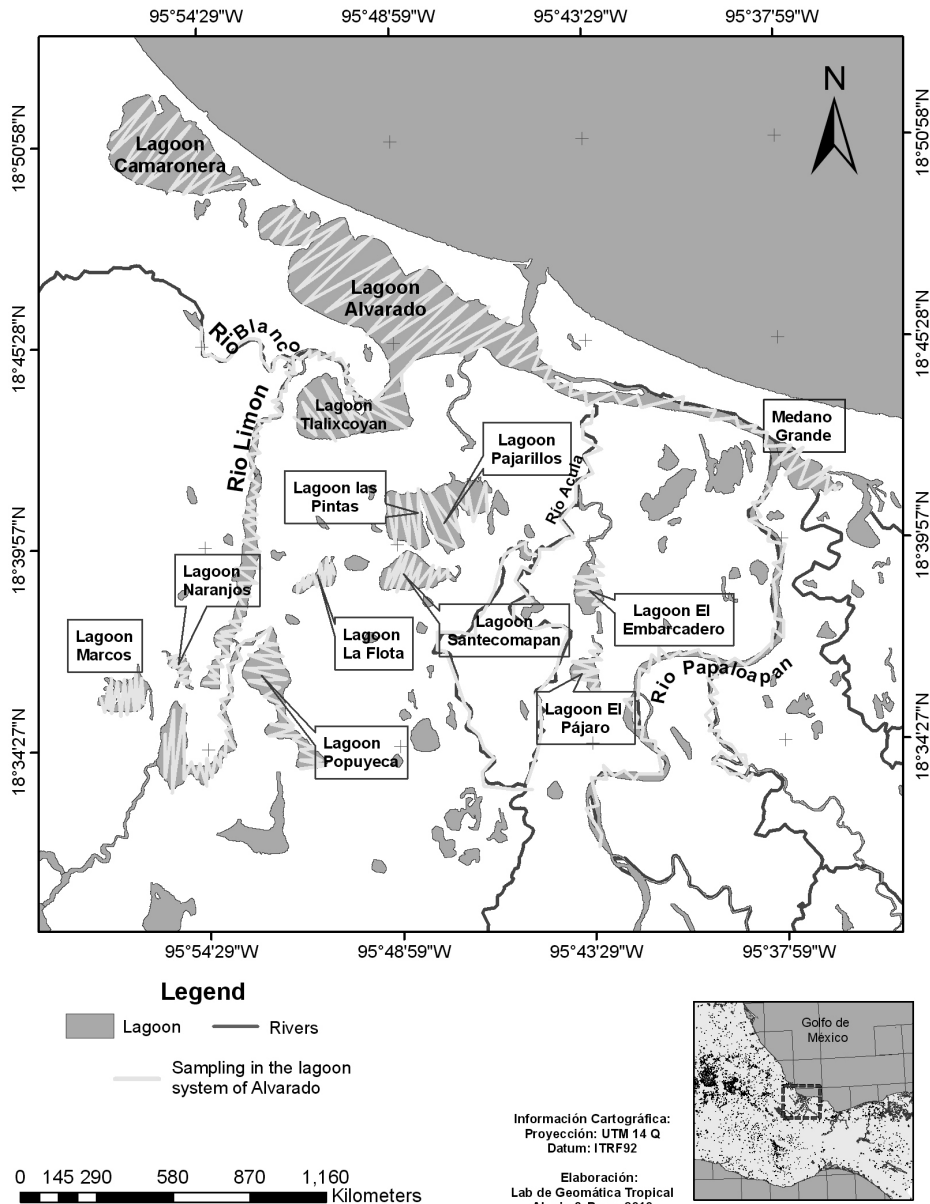 95°54'29"W 95°48'59"W 95°43'29"W 95°37'59"W
N
18°50'58"N
18°50'58"N
Lagoon
Camaronera
Lagoon
Alvarado
18°45'28"N
18°45'28"N
Rio Blanco
Lagoon
Tlalixcoyan
Rio Limon
Medano
Grande
Lagoon
Pajarillos
Lagoon las
Pintas
Rio Acula
18°39'57"N
18°39'57"N
Lagoon
Naranjos
Lagoon
Marcos
Lagoon
La Flota
Lagoon
Santecomapan
Lagoon El
Embarcadero
Rio Papaloapan
Lagoon El
Pájaro
Lagoon
Popuyeca
18°34'27"N
18°34'27"N
95°54'29"W 95°48'59"W 95°43'29"W 95°37'59"W
Legend
Lagoon
Rivers
Sampling in the lagoon
system of Alvarado
Golfo de
México
Información Cartográfica:
Proyección: UTM 14 Q
Datum: ITRF92
Elaboración:
Lab de Geomática Tropical
0 145 290 580 870 1,160
Kilometers